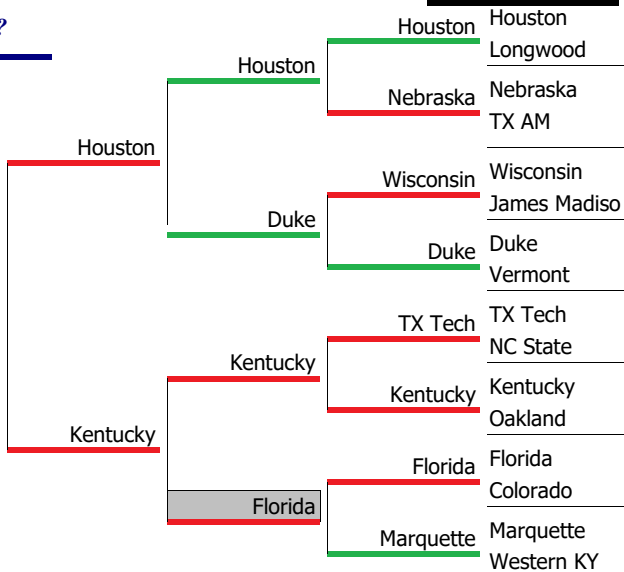 ?
Houston
Houston
Longwood
Houston
Nebraska
Nebraska
TX AM
Houston
Wisconsin
Wisconsin
James Madiso
Duke
Duke
Duke
Vermont
TX Tech
TX Tech
NC State
Kentucky
Kentucky
Kentucky
Oakland
Kentucky
Florida
Florida
Colorado
Florida
Marquette
Marquette
Western KY